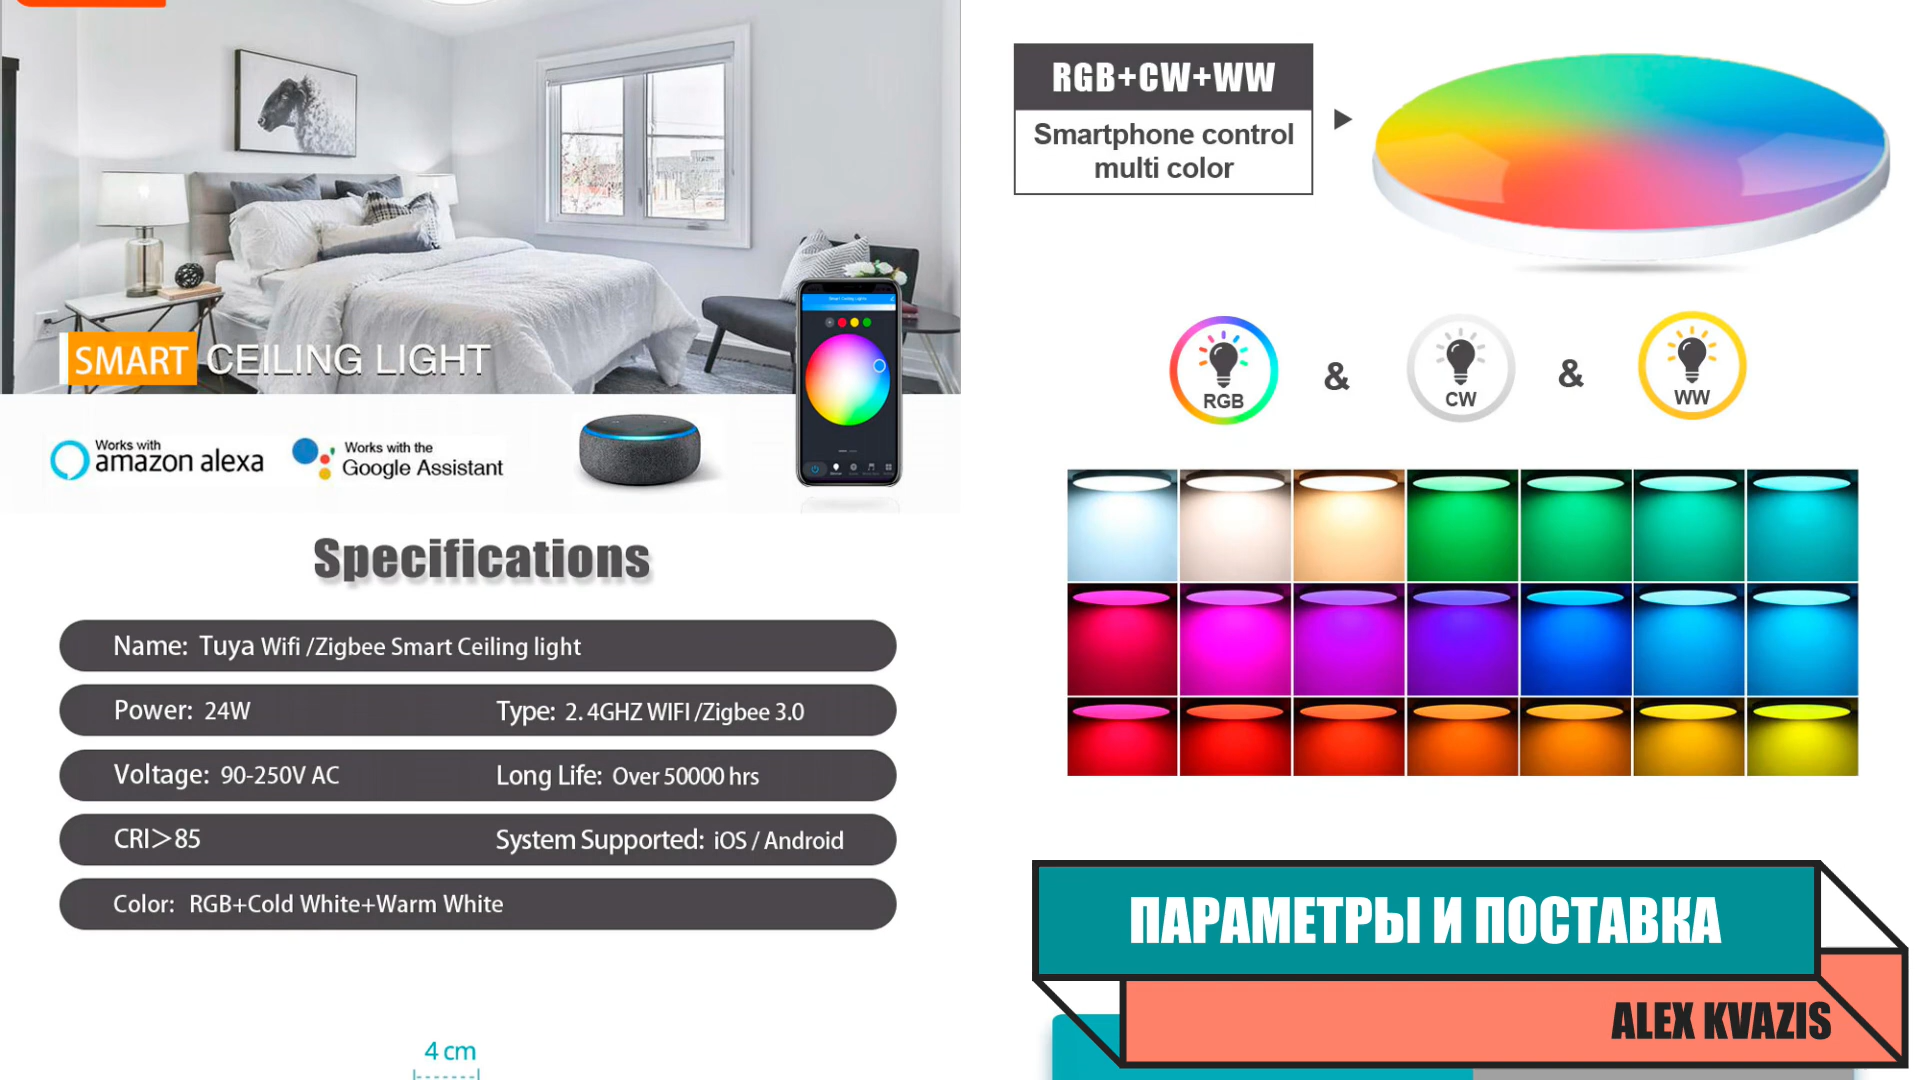 SMART CEILING LIGHT
Works with
amazon alexa
Works with the
Google Assistant
Specifications
Name: Tuya Wifi /Zigbee Smart Ceiling light
Power: 24W
Type: 2. 4GHZ WIFI /Zigbee 3.0
Voltage: 90-250V AC
Long Life: Over 50000 hrs
CRI>85
System Supported: iOS / Android
Color: RGB+Cold White+Warm White
4 cm
RGB+CW+WW
Smartphone control
multi color
RGB
&
CW
&
WW
ПАРАМЕТРЫ И ПОСТАВКА
ALEX KVAZIS